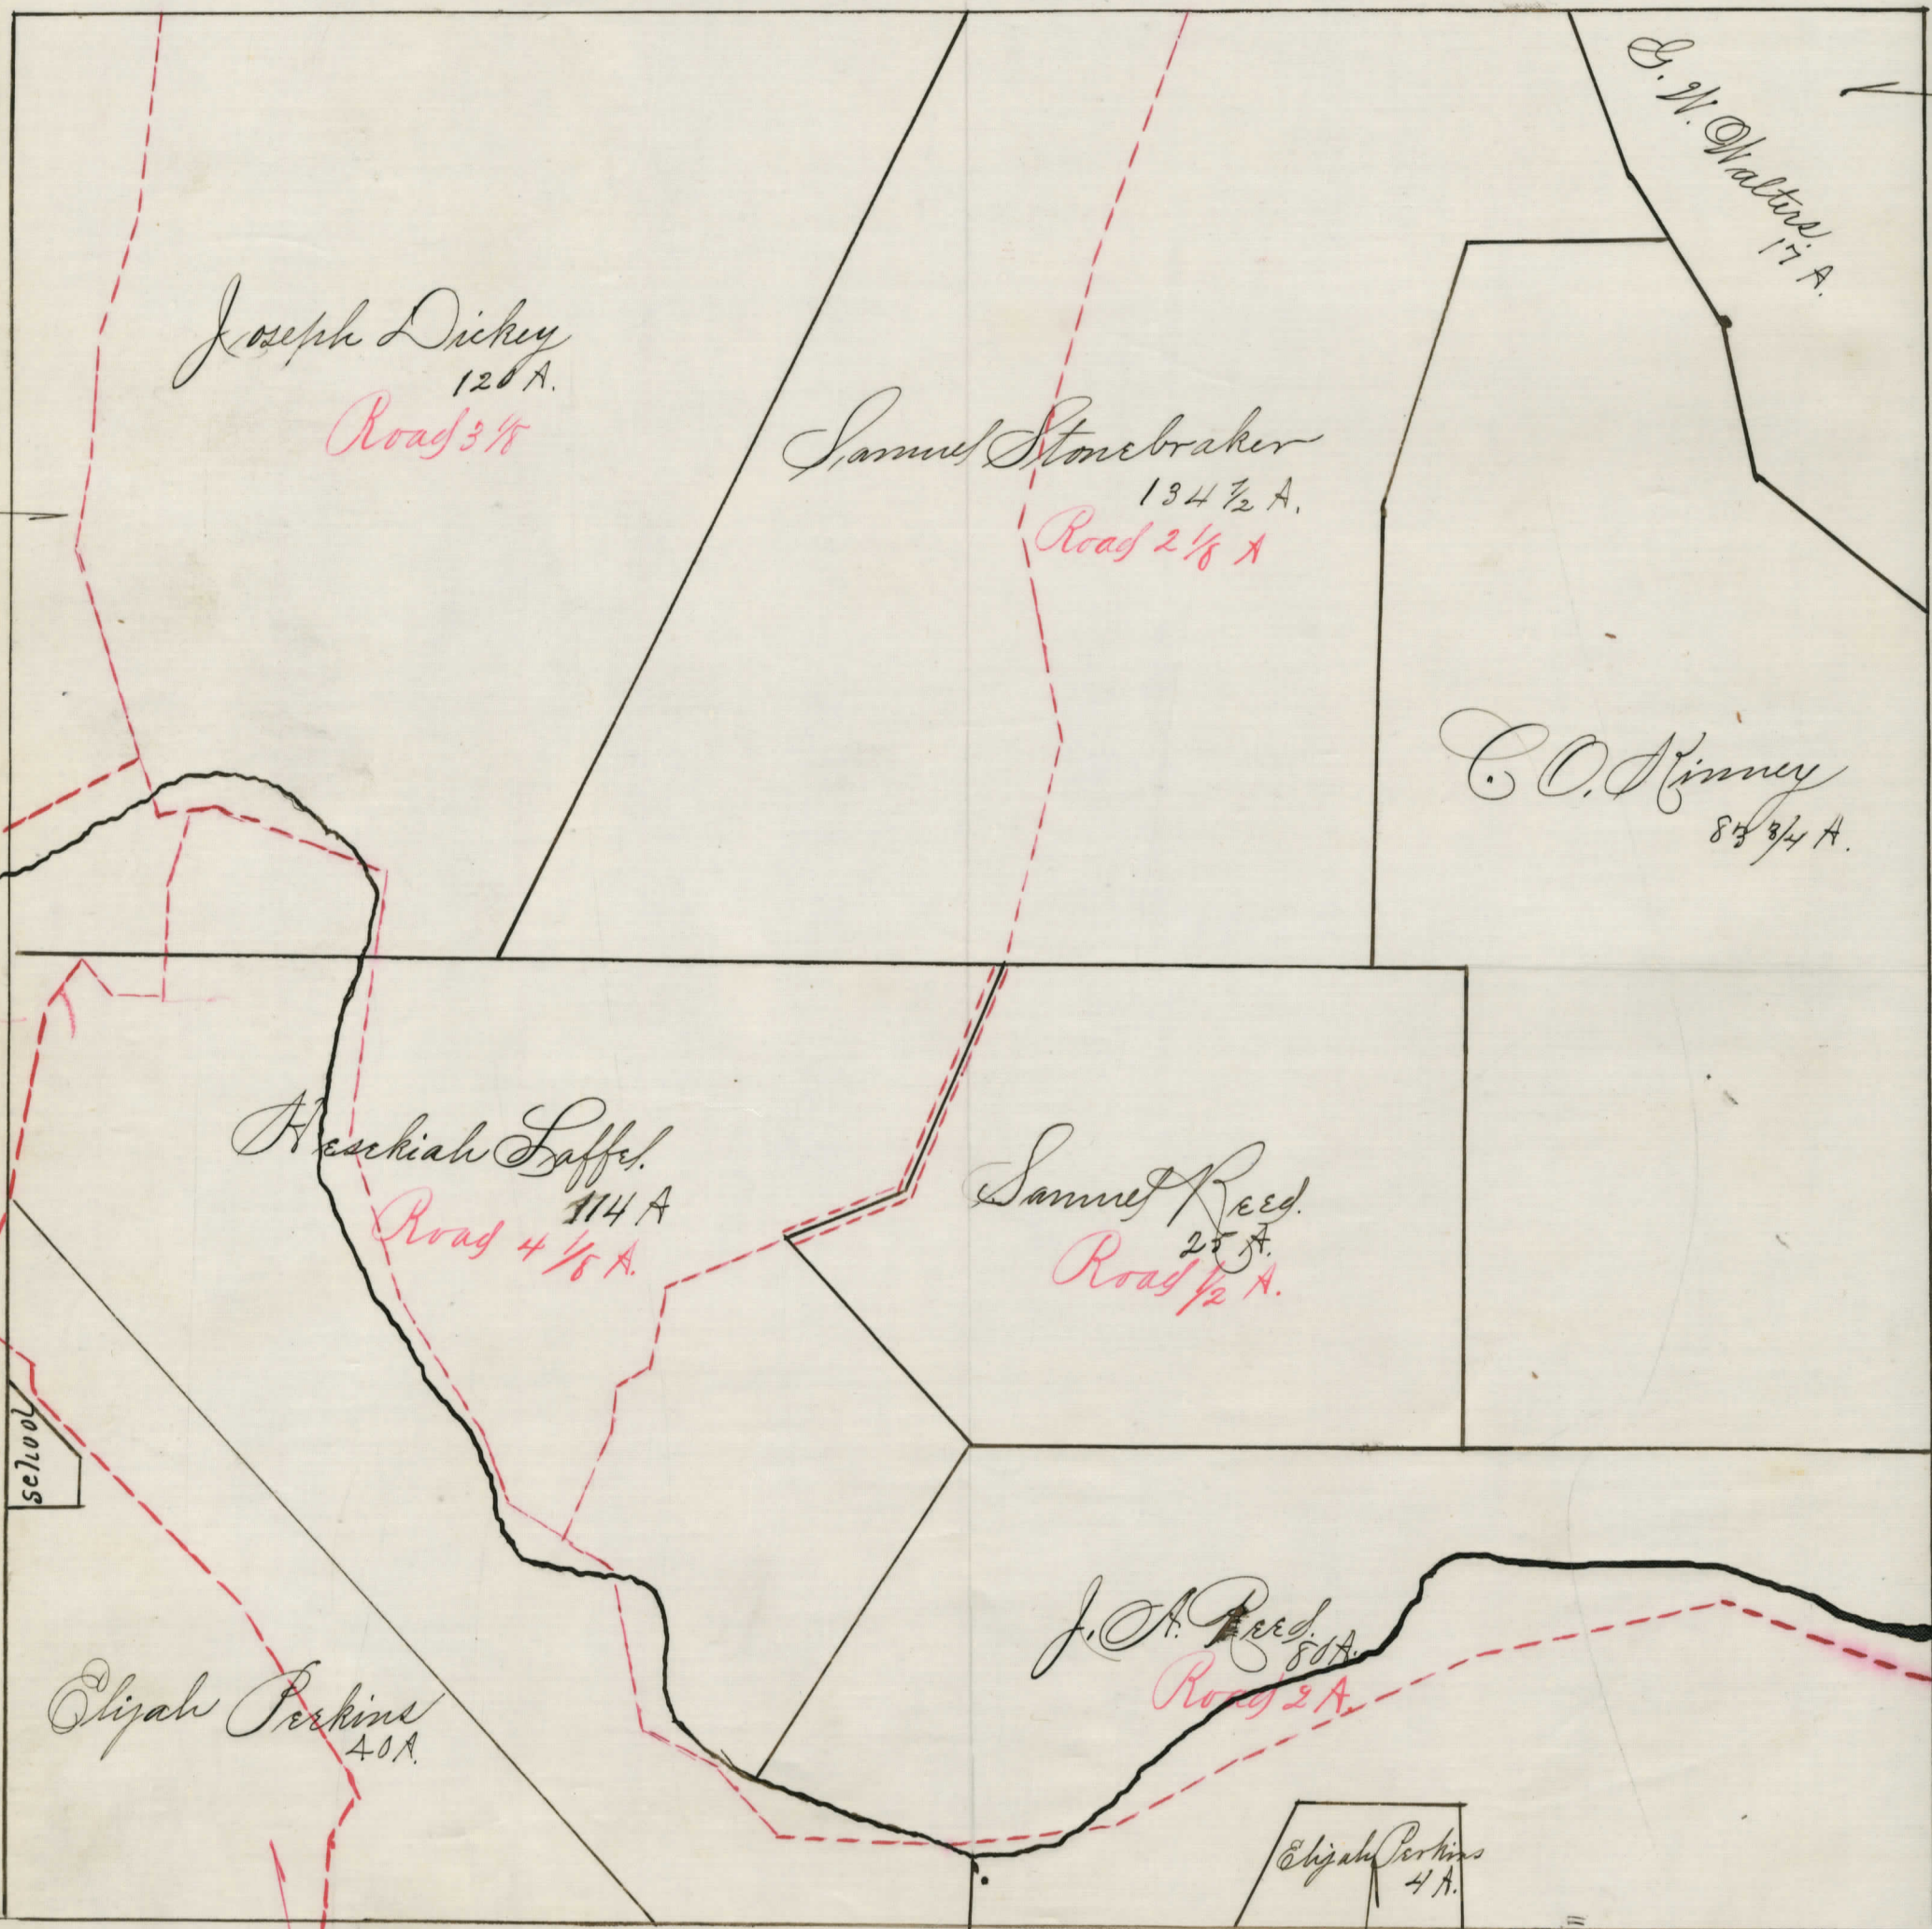 G. W. Walters
17 A.
Joseph Dickey
120 A.
Road 3 1/8
Samuel Stonebraker
134 1/2 A.
Road 2 1/8 A
C. O. Kinney
83 3/4 A.
Hesekiah Laffel.
114 A
Road 4 1/8 A.
Samuel Reed.
25 A.
Road 1/2 A.
school
J. A. Reed.
80 A.
Road 2 A.
Elijah Perkins
40 A.
Elijah Perkins
4 A.